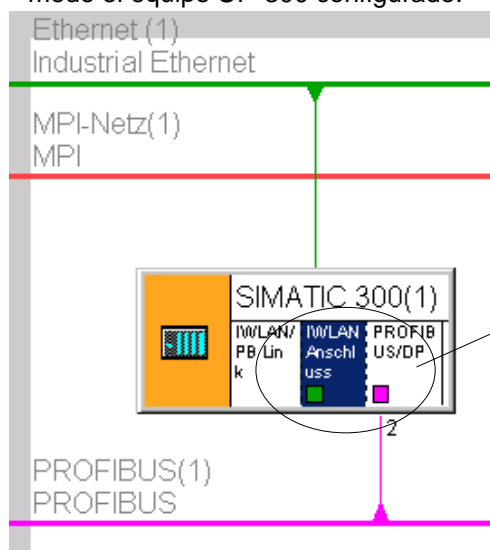 modo el equipo S7-300 configurado.
Ethernet (1)
Industrial Ethernet
MPI-Netz(1)
MPI
SIMATIC 300(1)
IWLAN/
PB Lin
k
IWLAN
Anschl
uss
PROFIB
US/DP
2
PROFIBUS(1)
PROFIBUS